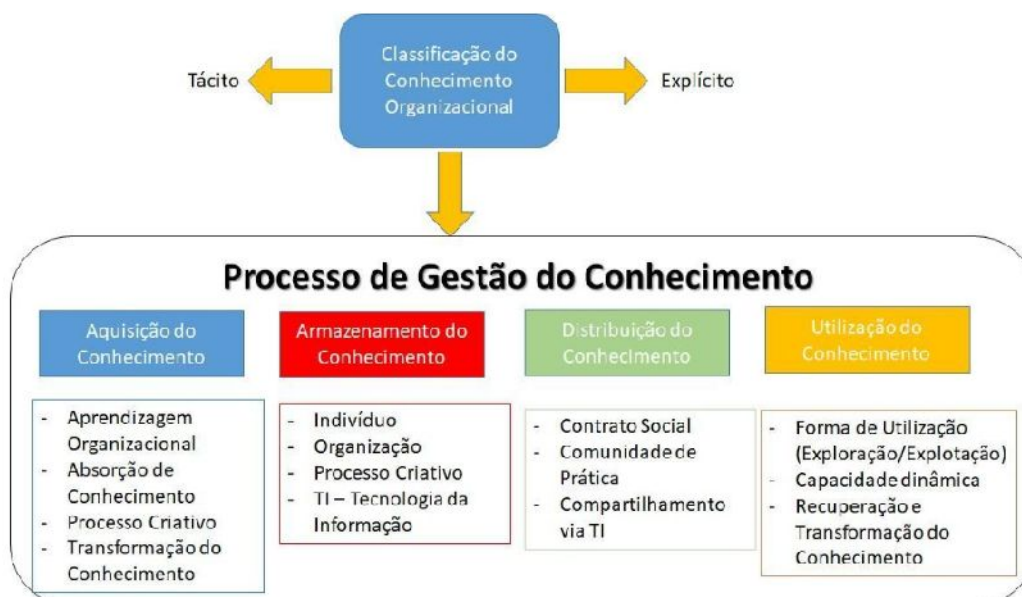 Classificação do
Conhecimento
Organizacional
Tácito
Explícito
Processo de Gestão do Conhecimento
Aquisição do
Conhecimento
- Aprendizagem
Organizacional
- Absorção de
Conhecimento
- Processo Criativo
- Transformação do
Conhecimento
Armazenamento do
Conhecimento
- Indivíduo
- Organização
- Processo Criativo
- TI – Tecnologia da
Informação
Distribuição do
Conhecimento
- Contrato Social
- Comunidade de
Prática
- Compartilhamento
via TI
Utilização do
Conhecimento
- Forma de Utilização
(Exploração/Explotação)
- Capacidade dinâmica
- Recuperação e
Transformação do
Conhecimento